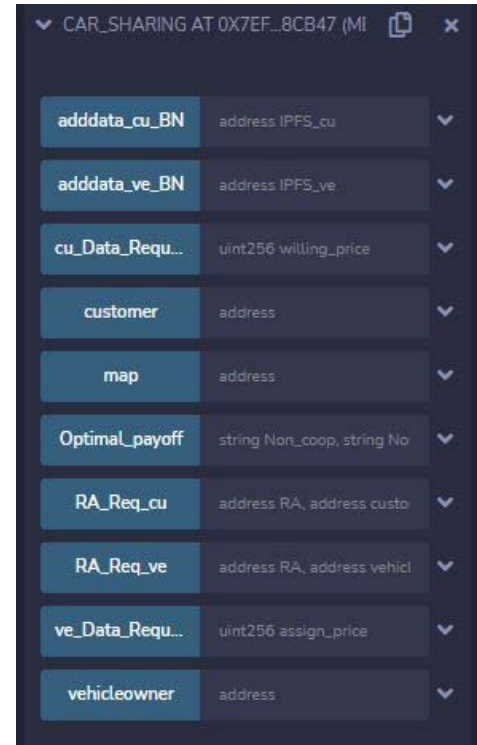 CAR_SHARING AT 0X7EF...8CB47 (ME
adddata_cu_BN address IPFS_cu
adddata_ve_BN address IPFS_ve
cu_Data_Requ... uint256 willing_price
customer address
map address
Optimal_payoff string Non_coop, string No
RA_Req_cu address RA, address custo
RA_Req_ve address RA, address vehicl
ve_Data_Requ... uint256 assign_price
vehicleowner address